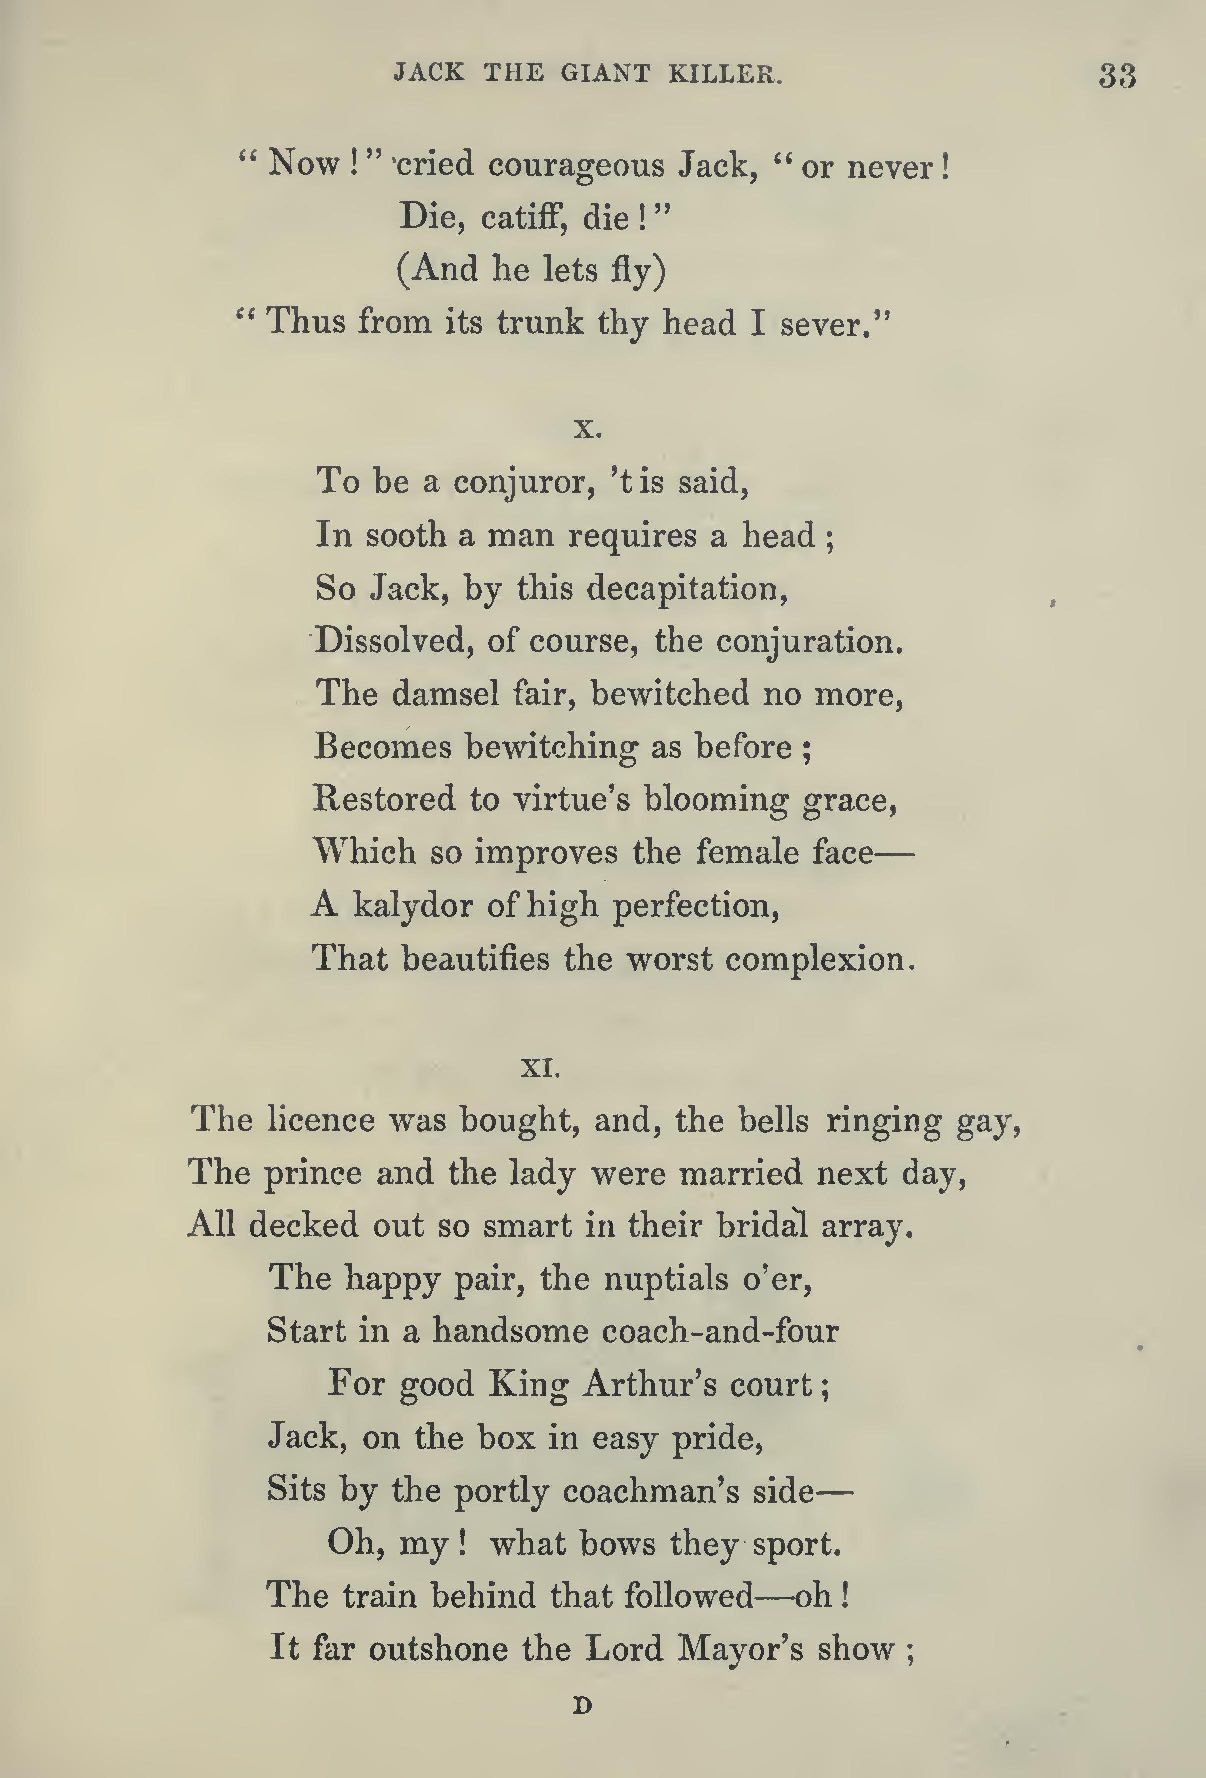 JACK THE GIANT KILLER. 33
“Now!” cried courageous Jack, “or never!
Die, catiff, die!”
(And he lets fly)
“Thus from its trunk thy head I sever.”
X.
To be a conjuror, ’tis said,
In sooth a man requires a head;
So Jack, by this decapitation,
Dissolved, of course, the conjuration.
The damsel fair, bewitched no more,
Becomes bewitching as before;
Restored to virtue’s blooming grace,
Which so improves the female face—
A kalydor of high perfection,
That beautifies the worst complexion.
XI.
The licence was bought, and, the bells ringing gay,
The prince and the lady were married next day,
All decked out so smart in their bridal array.
The happy pair, the nuptials o’er,
Start in a handsome coach-and-four
For good King Arthur’s court;
Jack, on the box in easy pride,
Sits by the portly coachman’s side—
Oh, my! what bows they sport.
The train behind that followed—oh!
It far outshone the Lord Mayor’s show;
D